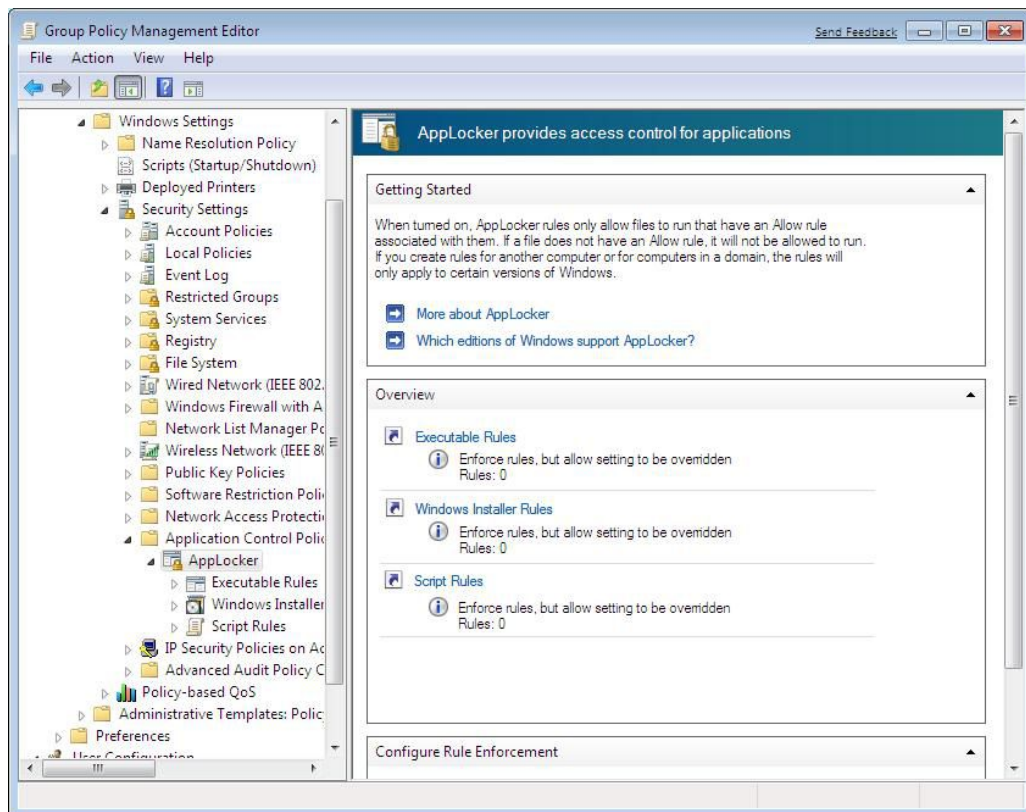 Group Policy Management Editor
Send Feedback
File Action View Help
Windows Settings
Name Resolution Policy
Scripts (Startup/Shutdown)
Deployed Printers
Security Settings
Account Policies
Local Policies
Event Log
Restricted Groups
System Services
Registry
File System
Wired Network (IEEE 802.
Windows Firewall with A
Network List Manager Po
Wireless Network (IEEE 80
Public Key Policies
Software Restriction Poli
Network Access Protecti
Application Control Poli
AppLocker
Executable Rules
Windows Installer
Script Rules
IP Security Policies on Ac
Advanced Audit Policy C
Policy-based QoS
Administrative Templates: Polic
Preferences
User Configuration
AppLocker provides access control for applications
Getting Started
When turned on, AppLocker rules only allow files to run that have an Allow rule
associated with them. If a file does not have an Allow rule, it will not be allowed to run.
If you create rules for another computer or for computers in a domain, the rules will
only apply to certain versions of Windows.
More about AppLocker
Which editions of Windows support AppLocker?
Overview
Executable Rules
Enforce rules, but allow setting to be overridden
Rules: 0
Windows Installer Rules
Enforce rules, but allow setting to be overridden
Rules: 0
Script Rules
Enforce rules, but allow setting to be overridden
Rules: 0
Configure Rule Enforcement